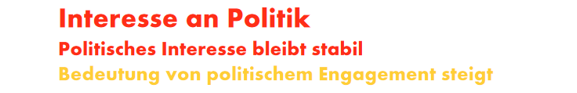 Interesse an Politik
Politisches Interesse bleibt stabil
Bedeutung von politischem Engagement steigt